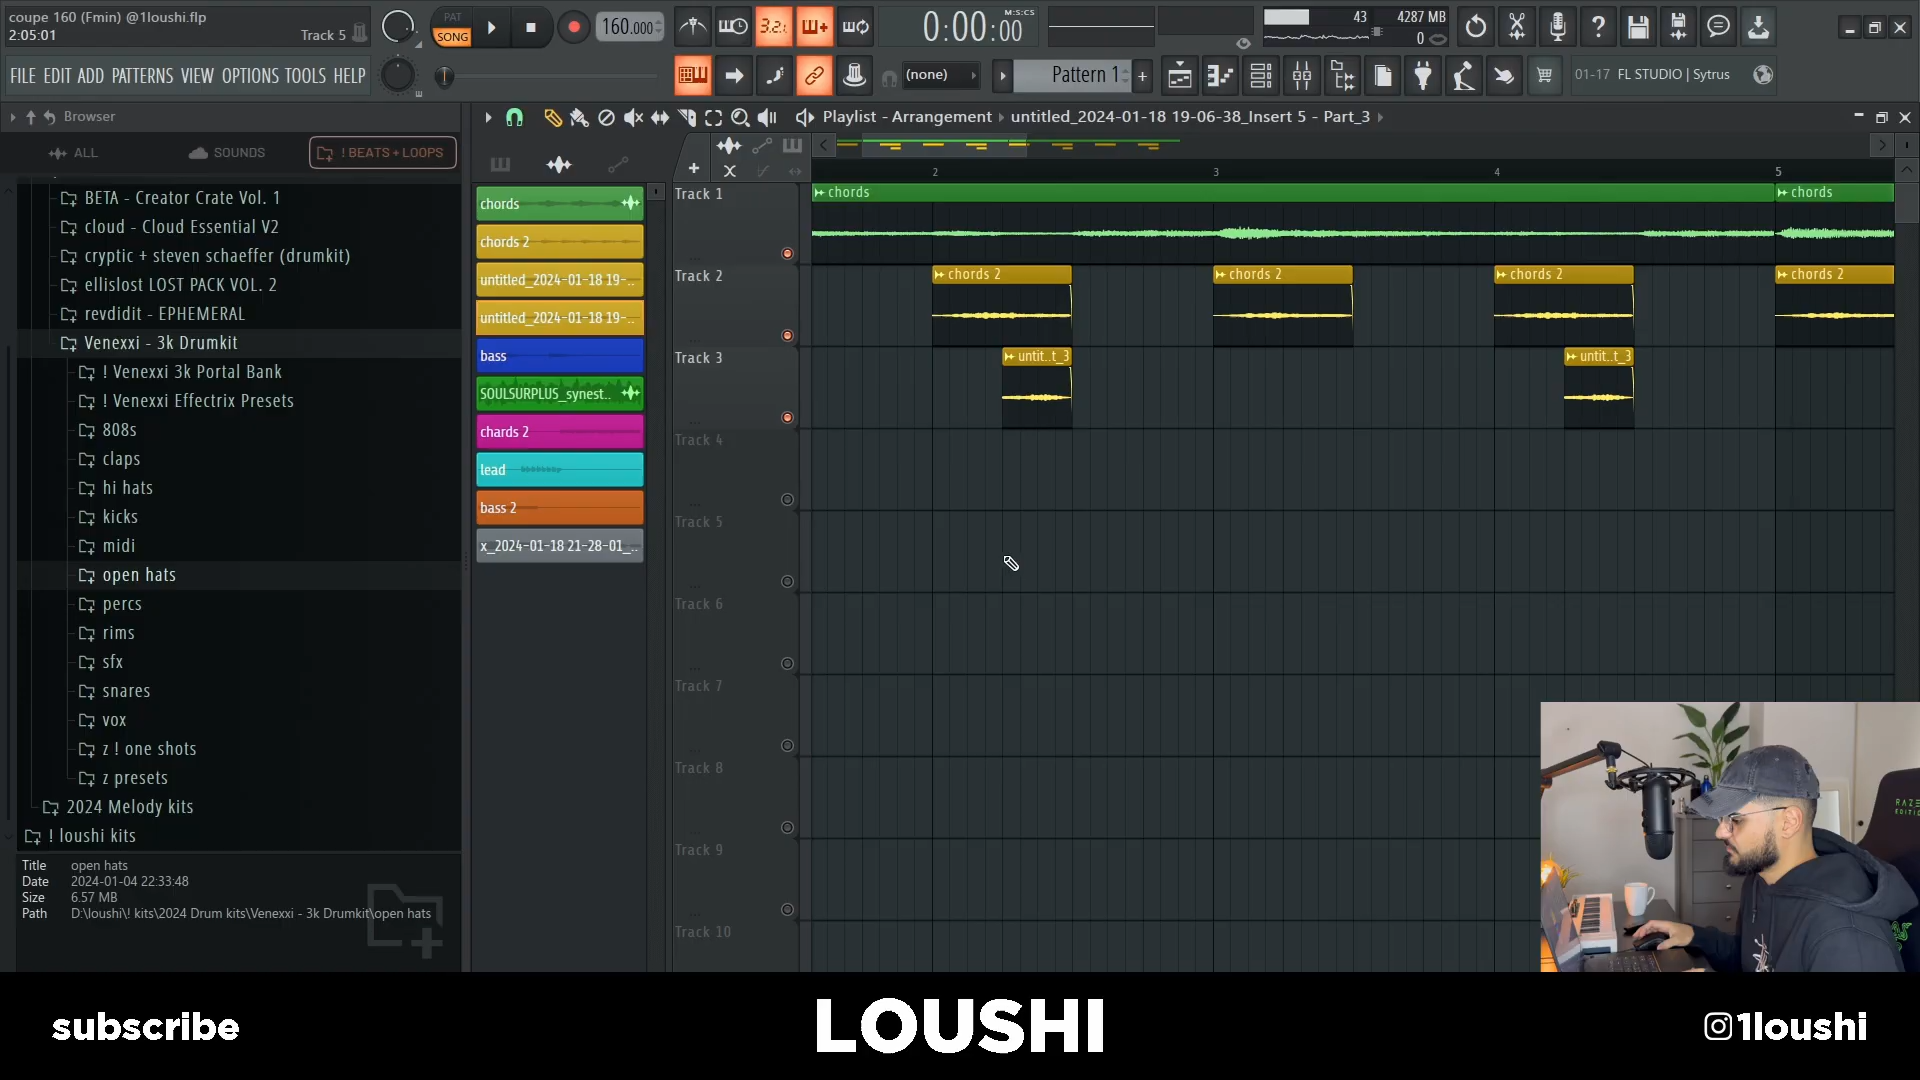 coupe 160 (Fmin) @1loushi.flp
2:05:01
Track 5
PAT
SONG
160.000
3.2.1
0:00:00
M:S:CS
43
4287 MB
0
FILE EDIT ADD PATTERNS VIEW OPTIONS TOOLS HELP
(none)
Pattern 1
01-17 FL STUDIO | Sytrus
Browser
ALL
SOUNDS
! BEATS + LOOPS
BETA - Creator Crate Vol. 1
cloud - Cloud Essential V2
cryptic + steven schaeffer (drumkit)
ellislost LOST PACK VOL. 2
revdidit - EPHEMERAL
Venexxi - 3k Drumkit
! Venexxi 3k Portal Bank
! Venexxi Effectrix Presets
808s
claps
hi hats
kicks
midi
open hats
percs
rims
sfx
snares
vox
z ! one shots
z presets
2024 Melody kits
! loushi kits
Title open hats
Date 2024-01-04 22:33:48
Size 6.57 MB
Path D:\loushi\! kits\2024 Drum kits\Venexxi - 3k Drumkit\open hats
Playlist - Arrangement
untitled_2024-01-18 19-06-38_Insert 5 - Part_3
chords
chords 2
untitled_2024-01-18 19-..
untitled_2024-01-18 19-..
bass
SOULSURPLUS_synest..
chards 2
lead
bass 2
x_2024-01-18 21-28-01_..
2
3
4
5
Track 1
chords
chords
Track 2
chords 2
chords 2
chords 2
chords 2
Track 3
untit..t_3
untit..t_3
Track 4
Track 5
Track 6
Track 7
Track 8
Track 9
Track 10
subscribe
LOUSHI
1loushi